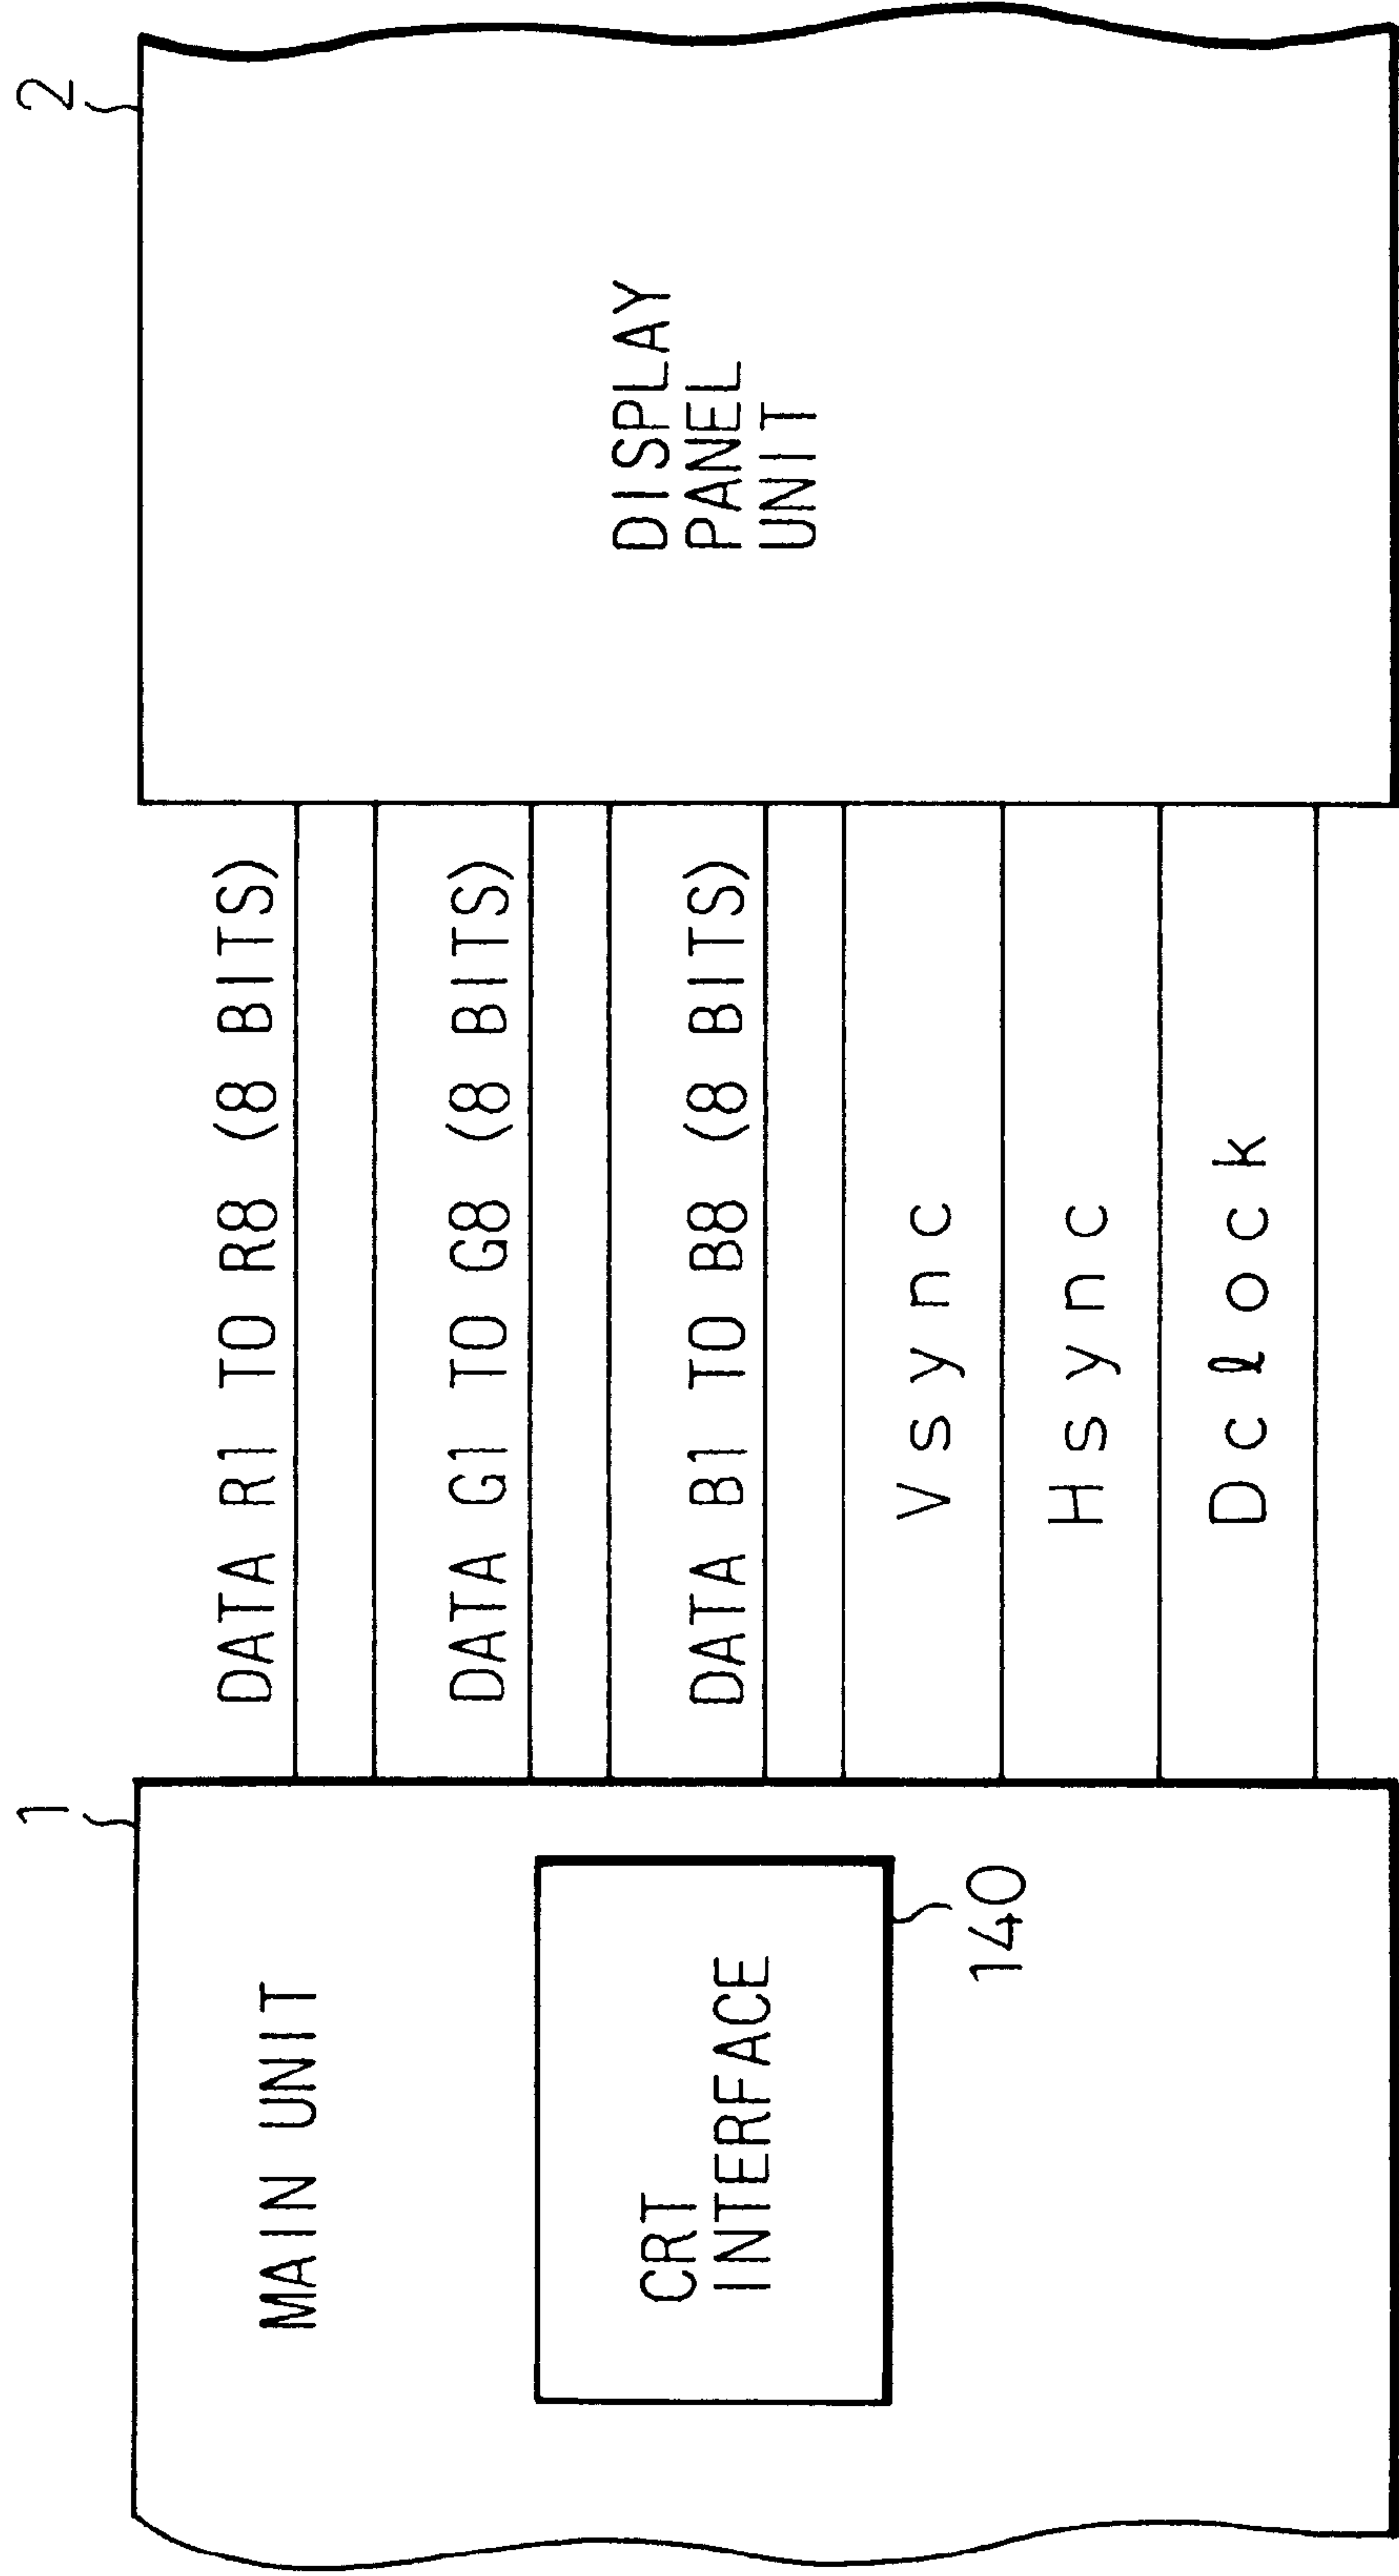 1
MAIN UNIT
CRT
INTERFACE
140
DATA R1 TO R8 (8 BITS)
DATA G1 TO G8 (8 BITS)
DATA B1 TO B8 (8 BITS)
Vsync
Hsync
Dclock
2
DISPLAY
PANEL
UNIT